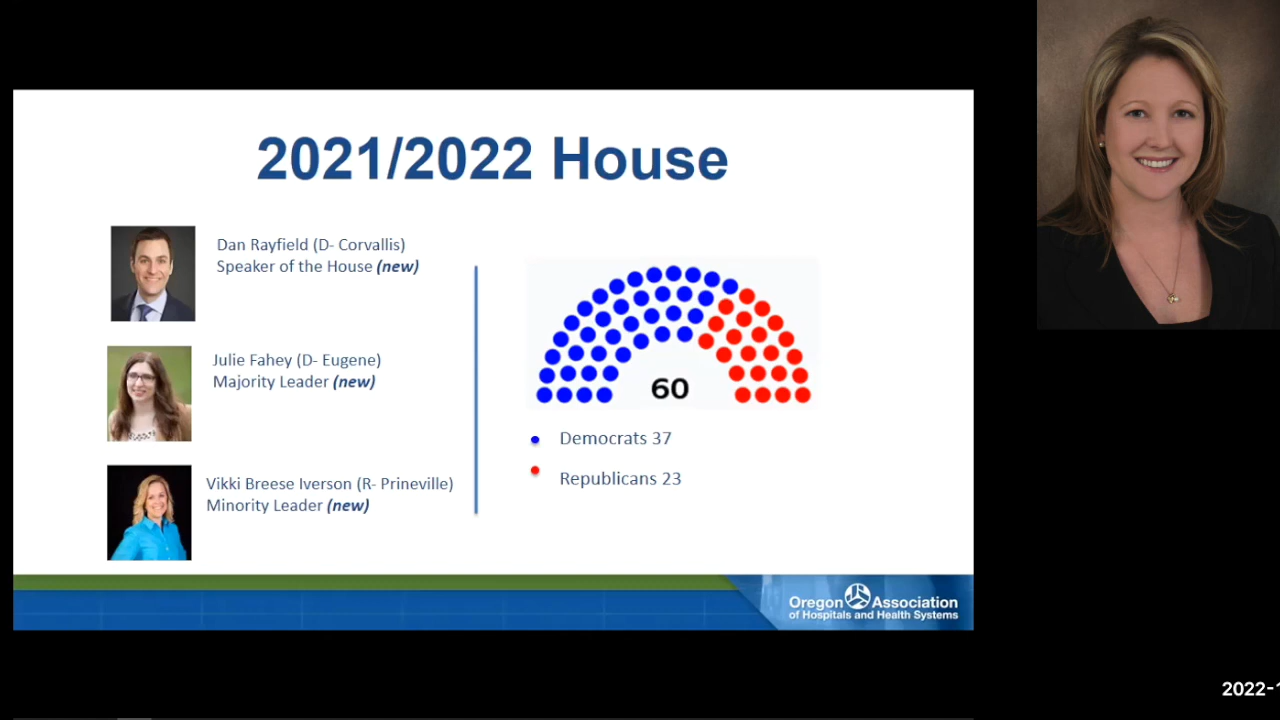 2021/2022 House
Dan Rayfield (D- Corvallis)
Speaker of the House (new)
Julie Fahey (D- Eugene)
Majority Leader (new)
Vikki Breese Iverson (R- Prineville)
Minority Leader (new)
60
Democrats 37
Republicans 23
Oregon Association
of Hospitals and Health Systems
2022-